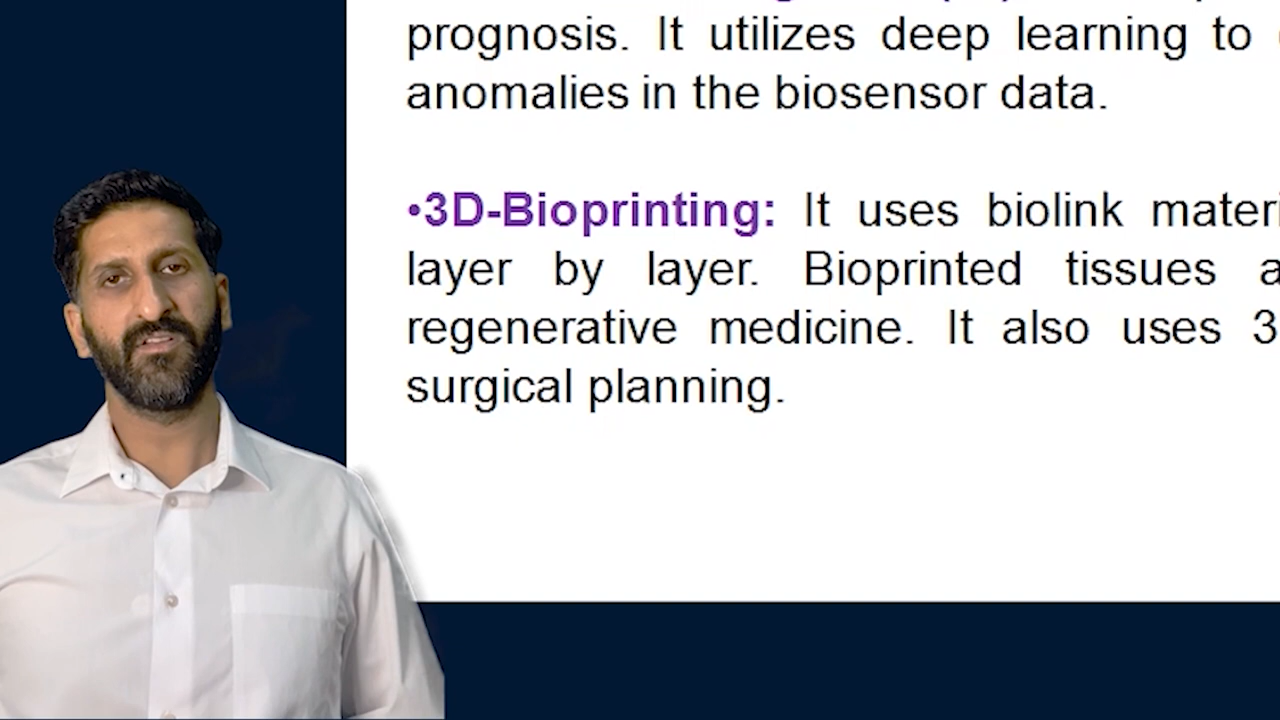 prognosis. It utilizes deep learning to
anomalies in the biosensor data.
•3D-Bioprinting: It uses biolink materi
layer by layer. Bioprinted tissues a
regenerative medicine. It also uses 3
surgical planning.